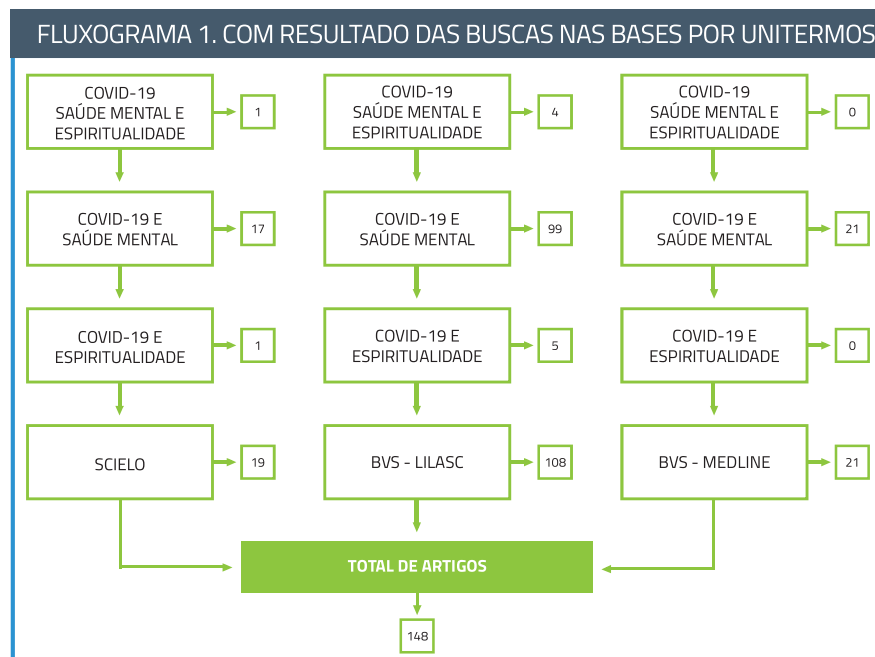 FLUXOGRAMA 1. COM RESULTADO DAS BUSCAS NAS BASES POR UNITERMOS
COVID-19
SAÚDE MENTAL E
ESPIRITUALIDADE
1
COVID-19
SAÚDE MENTAL E
ESPIRITUALIDADE
4
COVID-19
SAÚDE MENTAL E
ESPIRITUALIDADE
0
COVID-19 E
SAÚDE MENTAL
17
COVID-19 E
SAÚDE MENTAL
99
COVID-19 E
SAÚDE MENTAL
21
COVID-19 E
ESPIRITUALIDADE
1
COVID-19 E
ESPIRITUALIDADE
5
COVID-19 E
ESPIRITUALIDADE
0
SCIELO
19
BVS - LILASC
108
BVS - MEDLINE
21
TOTAL DE ARTIGOS
148